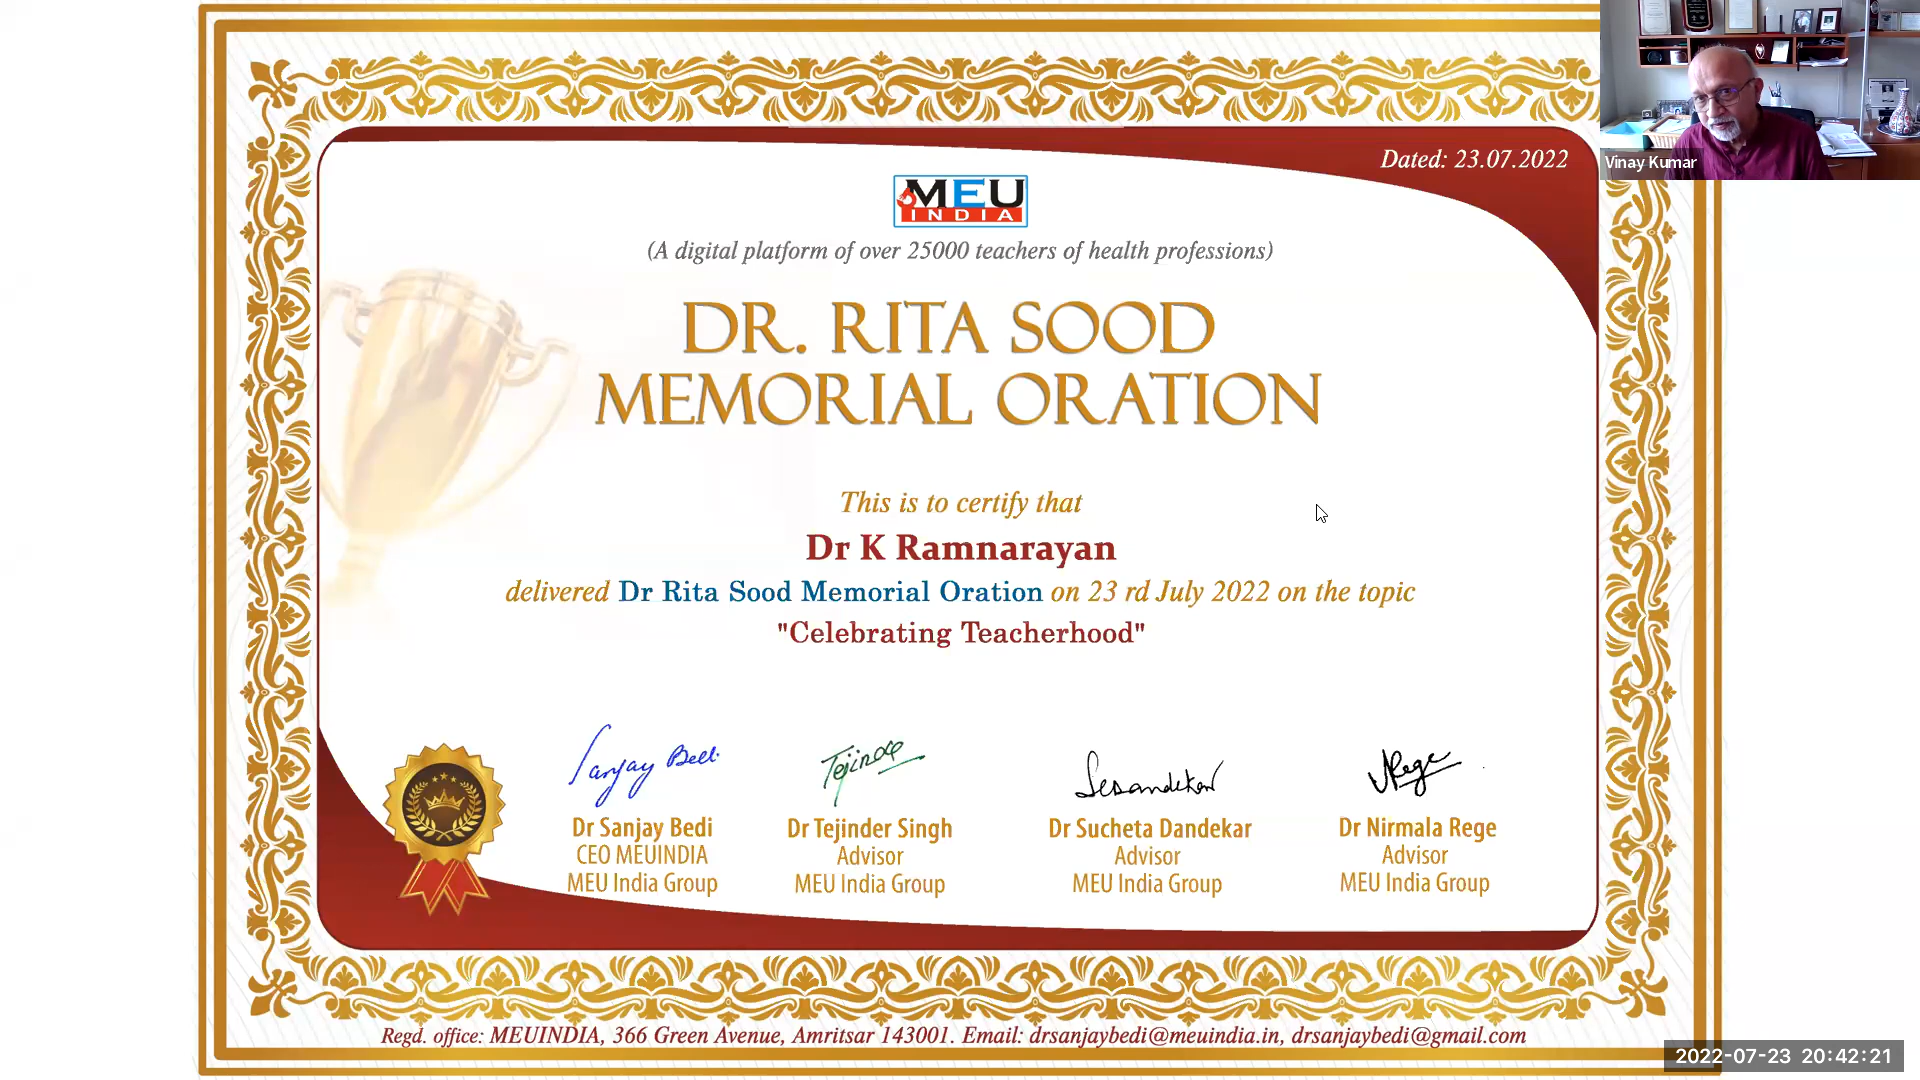 Dated: 23.07.2022
Vinay Kumar
MEU
INDIA
(A digital platform of over 25000 teachers of health professions)
DR. RITA SOOD
MEMORIAL ORATION
This is to certify that
Dr K Ramnarayan
delivered Dr Rita Sood Memorial Oration on 23 rd July 2022 on the topic
"Celebrating Teacherhood"
Sanjay Bedi
Tejinder
Dr Sanjay Bedi
CEO MEUINDIA
MEU India Group
Dr Tejinder Singh
Advisor
MEU India Group
Dr Sucheta Dandekar
Advisor
MEU India Group
NRege
Dr Nirmala Rege
Advisor
MEU India Group
Regd. office: MEUINDIA, 366 Green Avenue, Amritsar 143001. Email: drsanjaybedi@meuindia.in, drsanjaybedi@gmail.com
2022-07-23 20:42:21